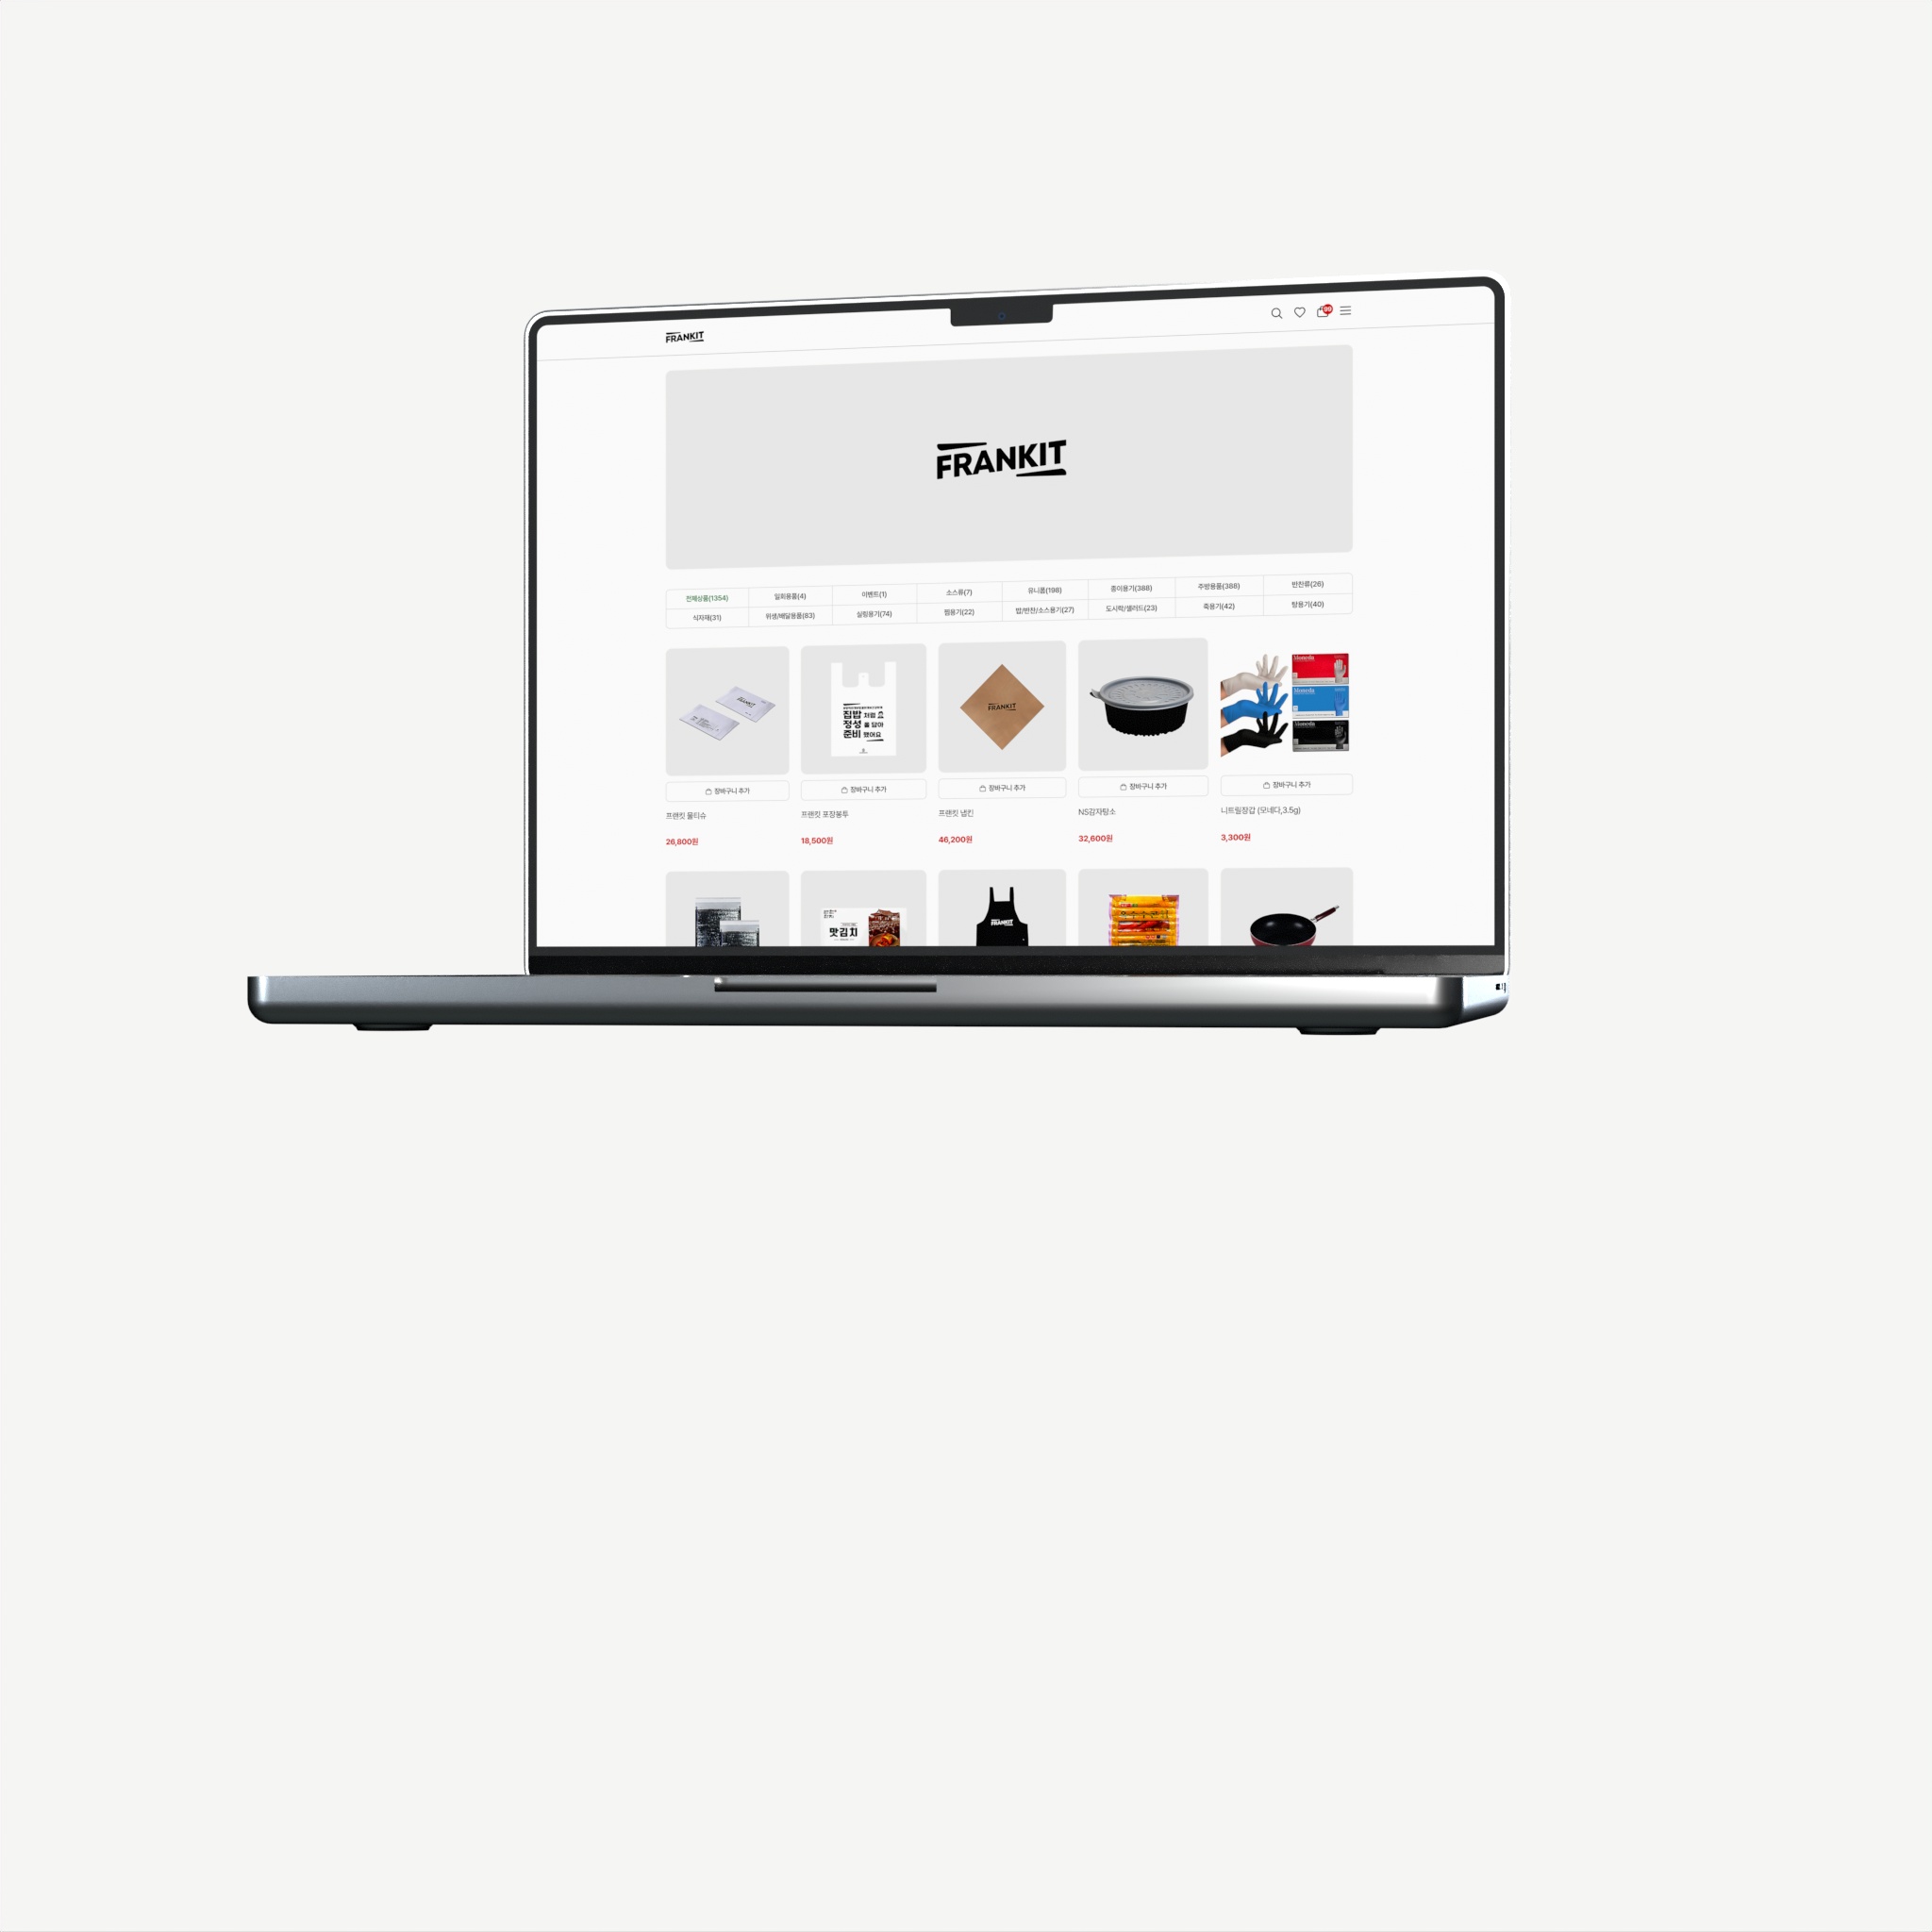 FRANKIT
FRANKIT
전체상품(1354)
일회용품(4)
이벤트(1)
소스류(7)
유니폼(198)
종이용기(388)
주방용품(388)
반찬류(26)
식자재(31)
위생/배달용품(83)
실링용기(74)
찜용기(22)
밥/반찬/소스용기(27)
도시락/샐러드(23)
죽용기(42)
탕용기(40)
FRANKIT
집밥 처럼
정성 을 담아
준비 했어요
FRANKIT
장바구니 추가
장바구니 추가
장바구니 추가
장바구니 추가
장바구니 추가
프랜킷 물티슈
프랜킷 포장봉투
프랜킷 냅킨
NS감자탕소
니트릴장갑 (모네다,3.5g)
26,800원
18,500원
46,200원
32,600원
3,300원
맛김치
FRANKIT